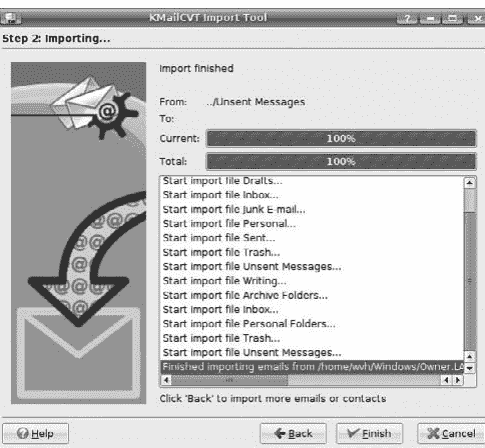 KMailCVT Import Tool
Step 2: Importing...
Import finished
From: ../Unsent Messages
To:
Current: 100%
Total: 100%
Start import file Drafts...
Start import file Inbox...
Start import file Junk E-mail...
Start import file Personal...
Start import file Sent...
Start import file Trash...
Start import file Unsent Messages...
Start import file Writing...
Start import file Archive Folders...
Start import file Inbox...
Start import file Personal Folders...
Start import file Trash...
Start import file Unsent Messages...
Finished importing emails from /home/wvh/Windows/Owner.LA
Click 'Back' to import more emails or contacts
Help
Back
Finish
Cancel